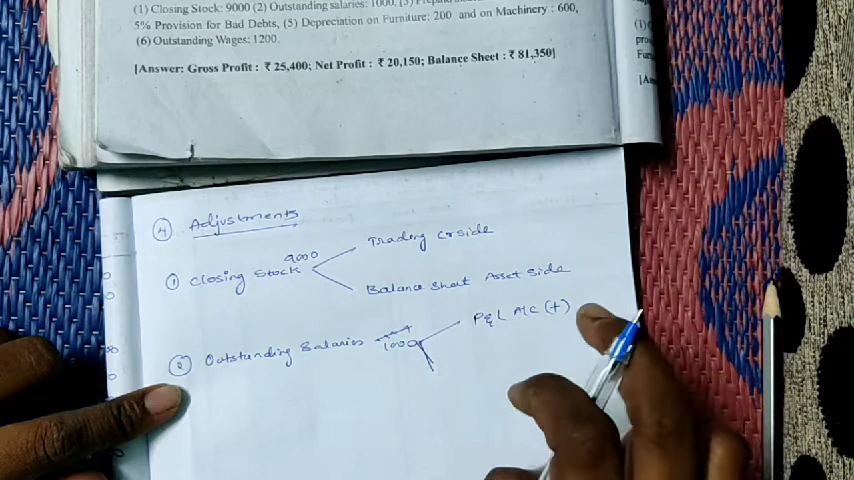 (1) Closing Stock: 9000 (2) Outstanding salaries: 1000,
5% Provision for Bad Debts, (5) Depreciation on Furniture: 200 and on Machinery : 600,
(6) Outstanding Wages: 1200.
[Answer: Gross Profit : ₹ 25,400; Net Profit : ₹ 20,150; Balance Sheet : ₹ 81,350]
④ Adjustments
① Closing Stock 9000
Trading Cr side
Balance Sheet Asset Side
② Outstanding Salaries 1000
P&L A/C (+)